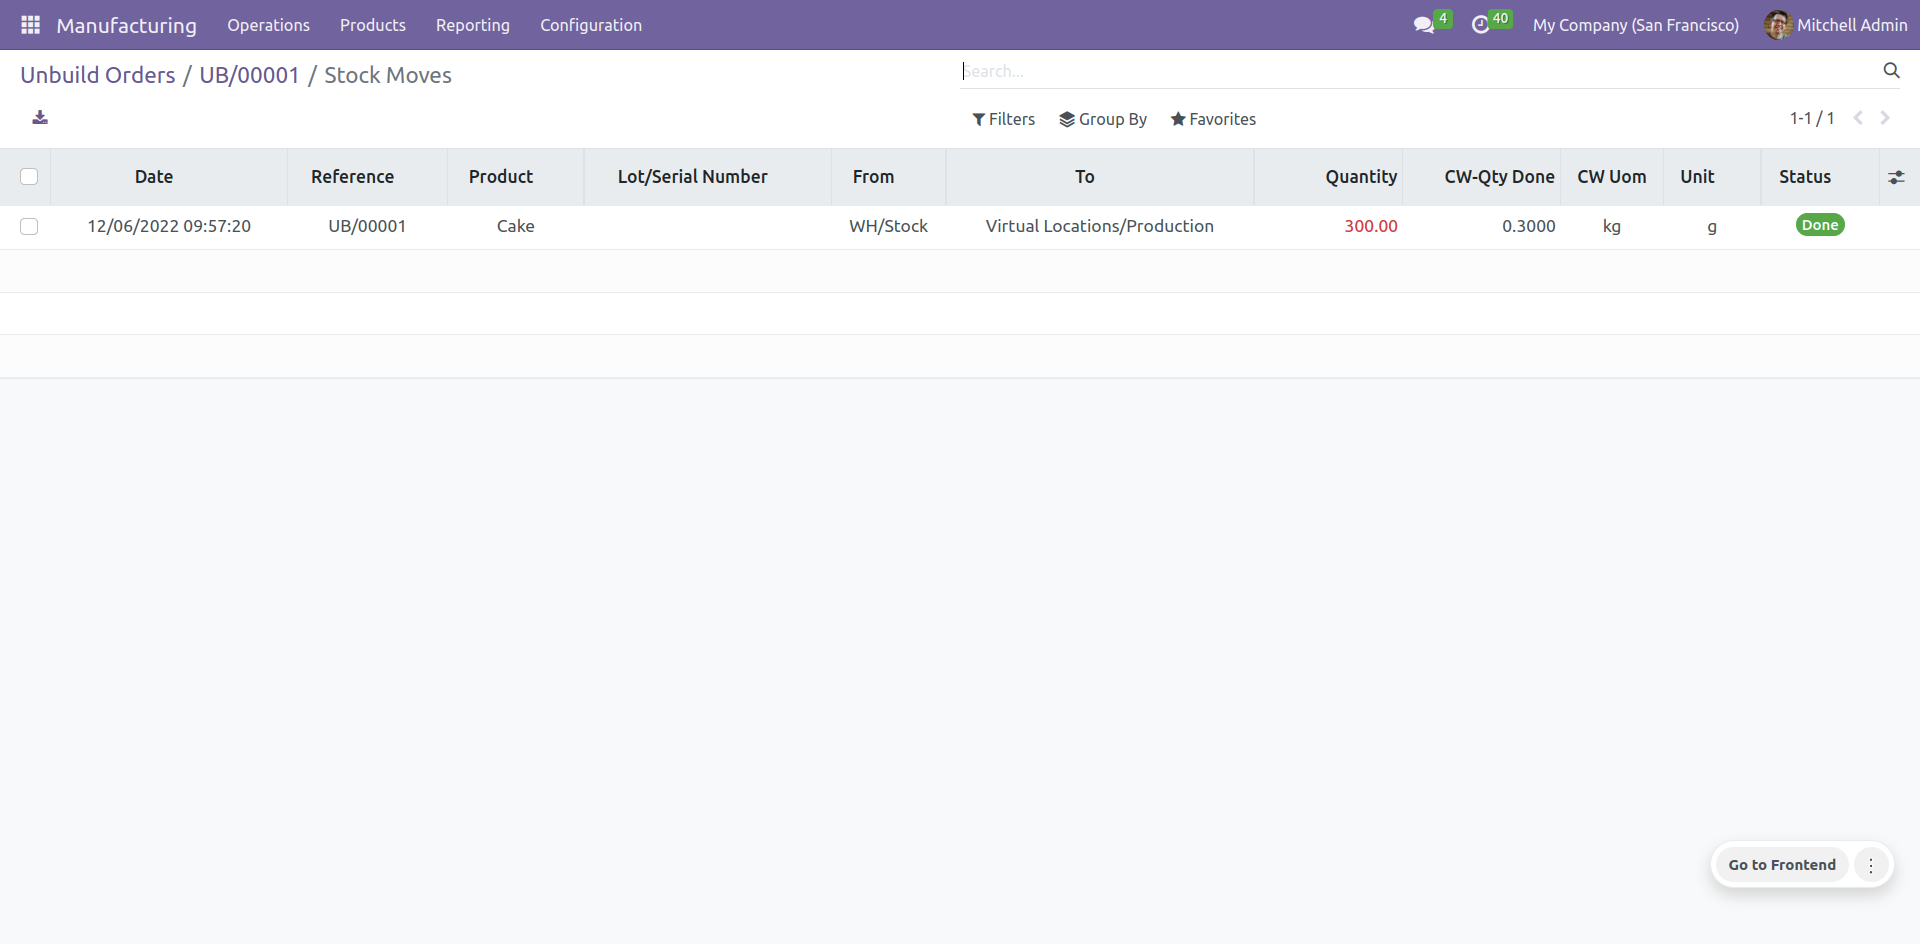 Manufacturing Operations Products Reporting Configuration 4 40 My Company (San Francisco) Mitchell Admin
Unbuild Orders / UB/00001 / Stock Moves
Search...
Filters Group By Favorites 1-1 / 1
Date Reference Product Lot/Serial Number From To Quantity CW-Qty Done CW Uom Unit Status
12/06/2022 09:57:20 UB/00001 Cake WH/Stock Virtual Locations/Production 300.00 0.3000 kg g Done
Go to Frontend